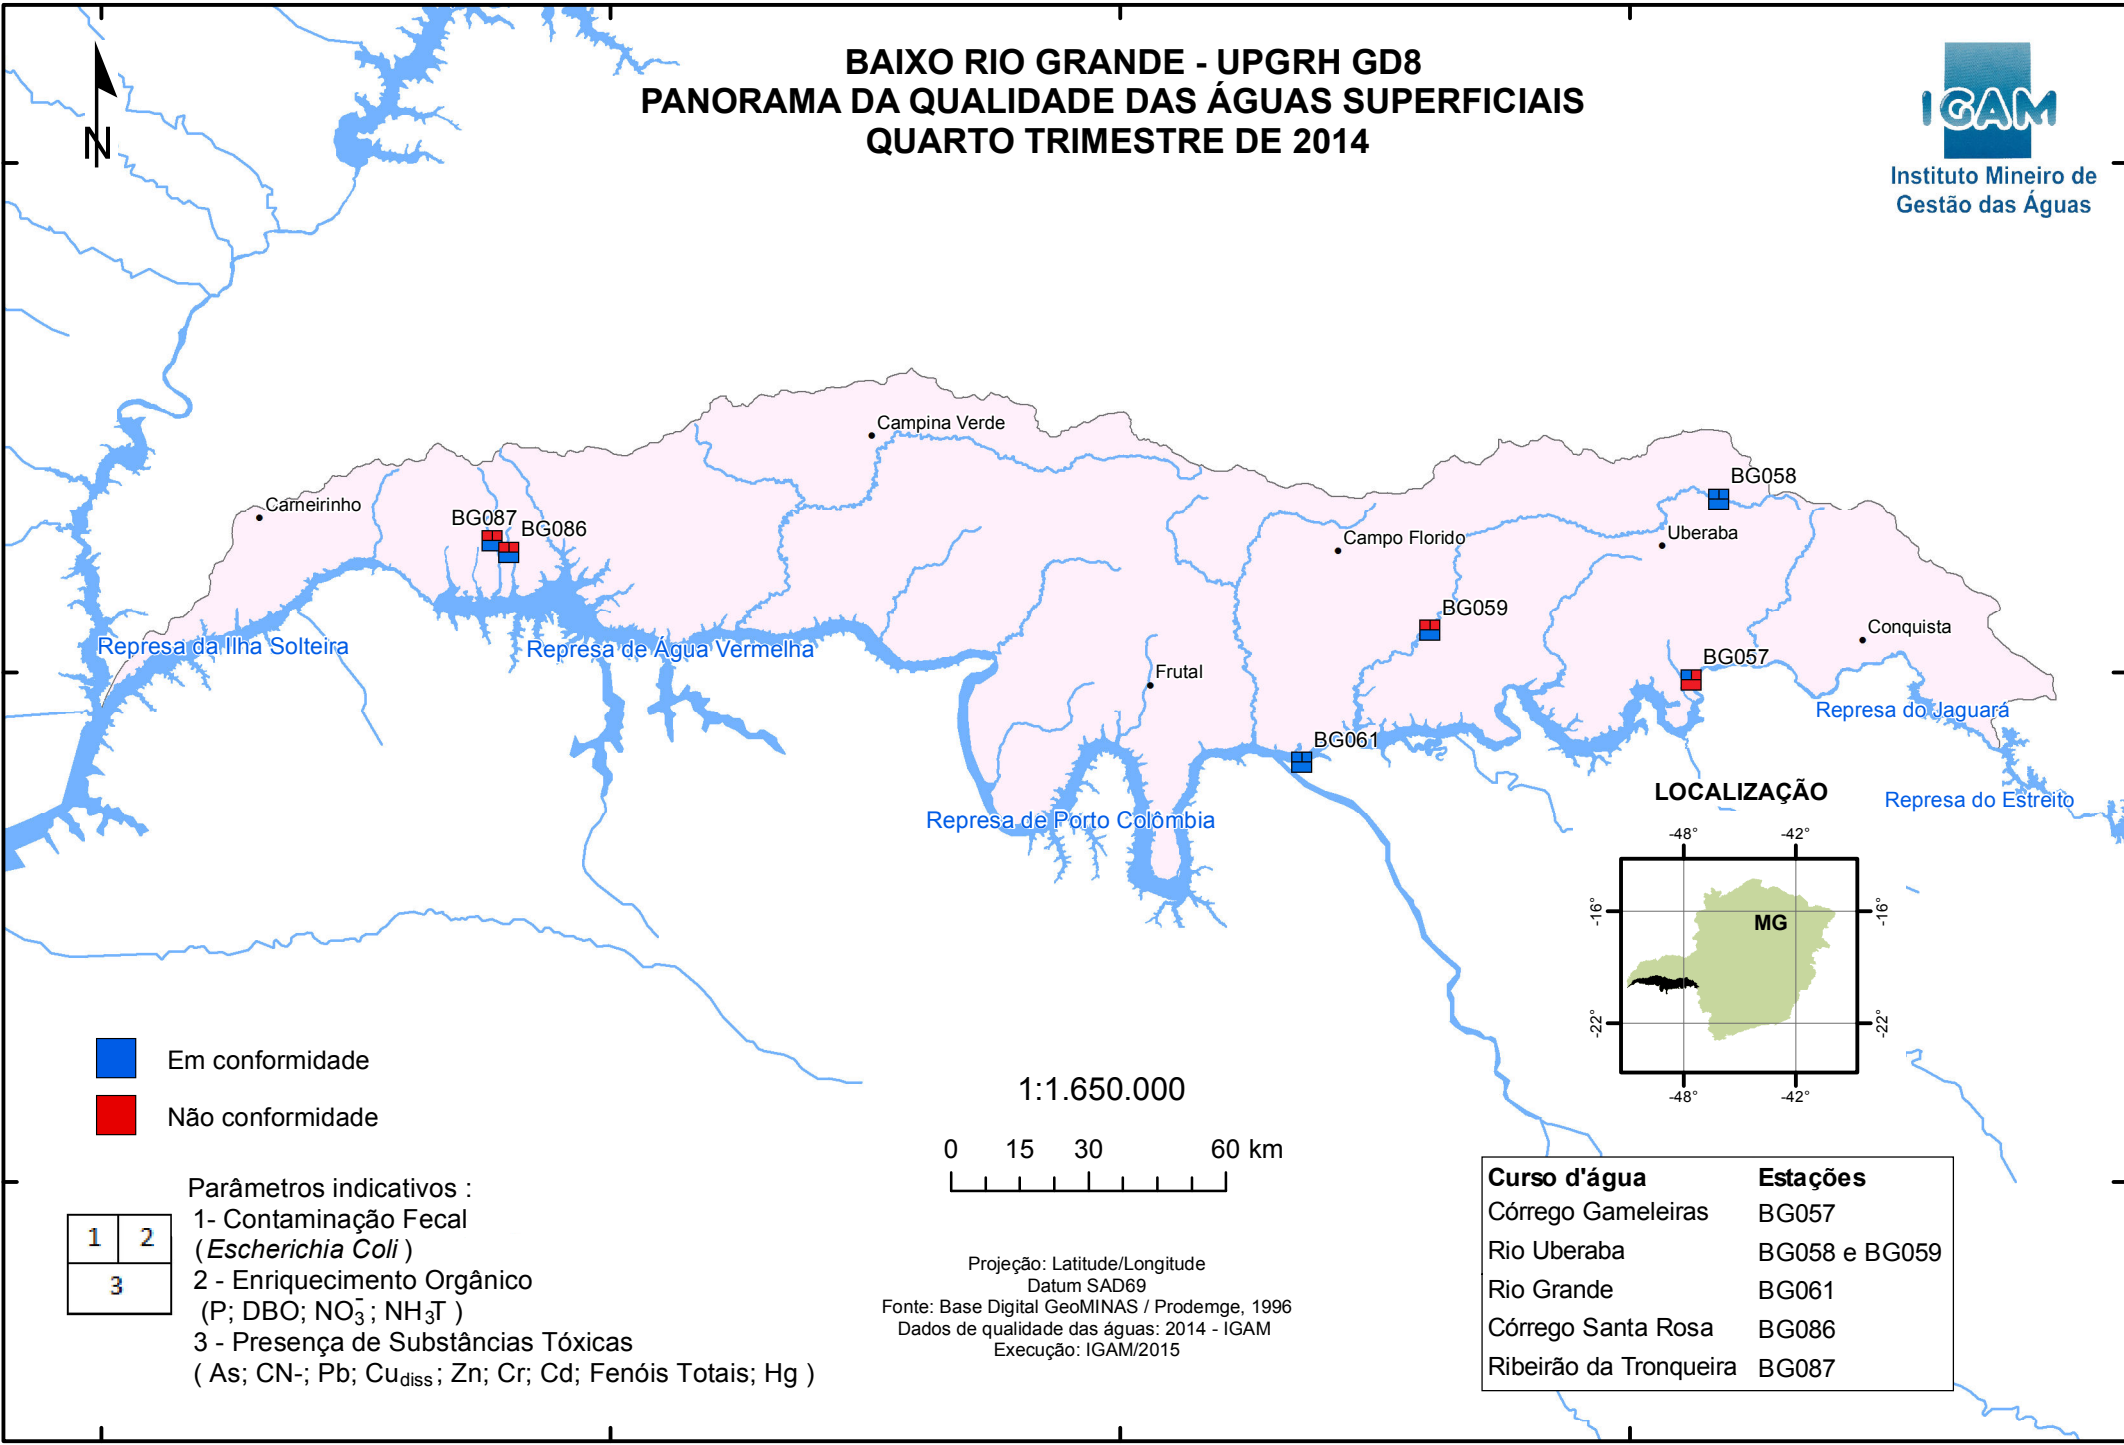 BAIXO RIO GRANDE - UPGRH GD8
PANORAMA DA QUALIDADE DAS ÁGUAS SUPERFICIAIS
QUARTO TRIMESTRE DE 2014
N
IGAM
Instituto Mineiro de
Gestão das Águas
Campina Verde
Carneirinho
BG087
BG086
BG058
Uberaba
Campo Florido
BG059
Conquista
BG057
Represa da Ilha Solteira
Represa de Água Vermelha
Frutal
Represa do Jaguará
BG061
Represa de Porto Colômbia
Represa do Estreito
LOCALIZAÇÃO
-48°
-42°
-16°
-16°
MG
-22°
-22°
-48°
-42°
Em conformidade
Não conformidade
1:1.650.000
0 15 30 60 km
Parâmetros indicativos :
1 2
3
1- Contaminação Fecal
(Escherichia Coli )
2 - Enriquecimento Orgânico
(P; DBO; NO₃⁻; NH₃T )
3 - Presença de Substâncias Tóxicas
( As; CN-; Pb; Cudiss; Zn; Cr; Cd; Fenóis Totais; Hg )
Projeção: Latitude/Longitude
Datum SAD69
Fonte: Base Digital GeoMINAS / Prodemge, 1996
Dados de qualidade das águas: 2014 - IGAM
Execução: IGAM/2015
Curso d'água Estações
Córrego Gameleiras BG057
Rio Uberaba BG058 e BG059
Rio Grande BG061
Córrego Santa Rosa BG086
Ribeirão da Tronqueira BG087